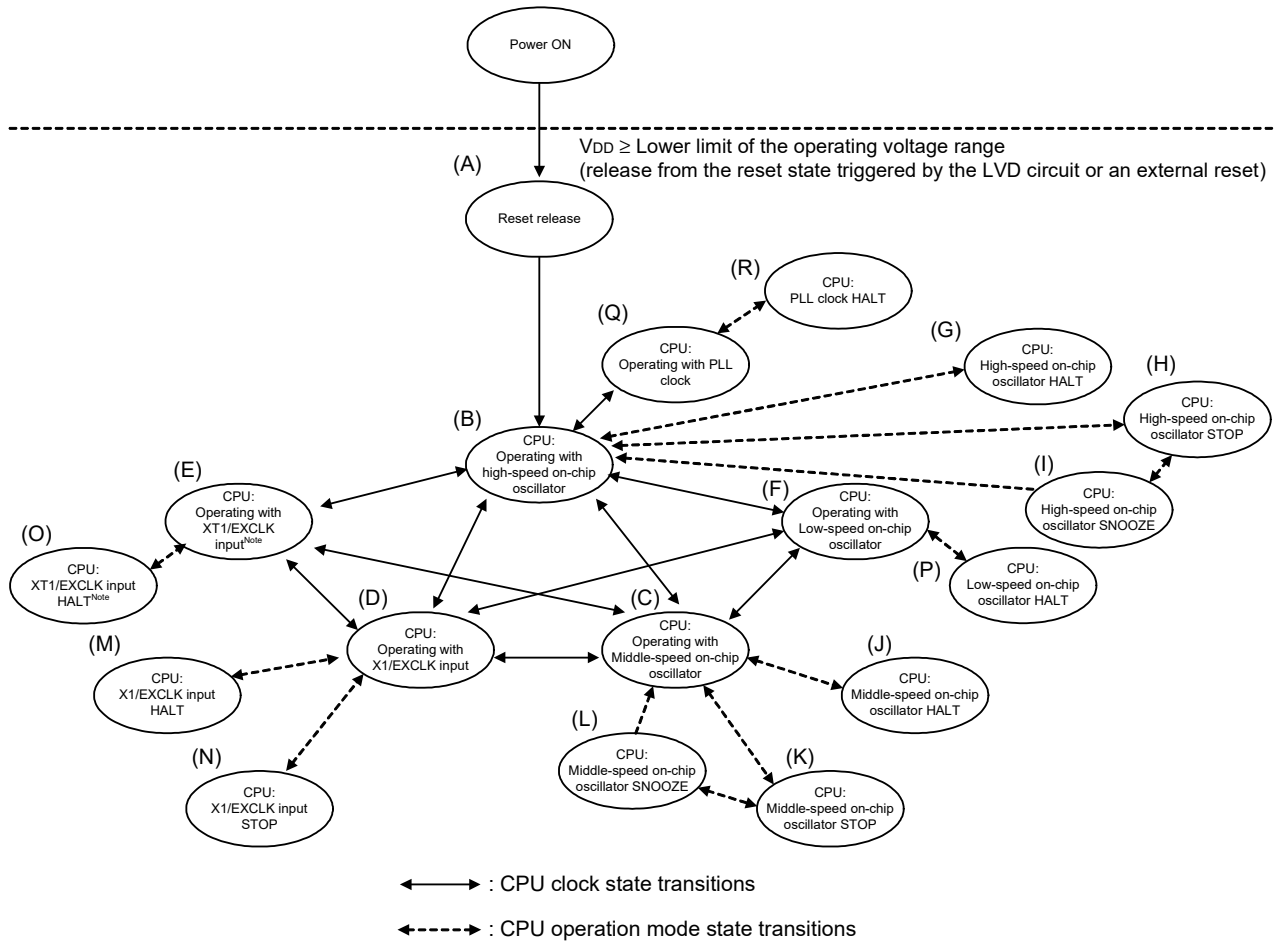 Power ON
VDD ≥ Lower limit of the operating voltage range
(release from the reset state triggered by the LVD circuit or an external reset)
(A)
Reset release
(R)
CPU:
PLL clock HALT
(Q)
CPU:
Operating with PLL
clock
(G)
CPU:
High-speed on-chip
oscillator HALT
(H)
CPU:
High-speed on-chip
oscillator STOP
(B)
CPU:
Operating with
high-speed on-chip
oscillator
(I)
CPU:
High-speed on-chip
oscillator SNOOZE
(E)
CPU:
Operating with
XT1/EXCLK
inputNote
(F)
CPU:
Operating with
Low-speed on-chip
oscillator
(O)
CPU:
XT1/EXCLK input
HALTNote
(P)
CPU:
Low-speed on-chip
oscillator HALT
(D)
CPU:
Operating with
X1/EXCLK input
(C)
CPU:
Operating with
Middle-speed on-chip
oscillator
(M)
CPU:
X1/EXCLK input
HALT
(J)
CPU:
Middle-speed on-chip
oscillator HALT
(N)
CPU:
X1/EXCLK input
STOP
(L)
CPU:
Middle-speed on-chip
oscillator SNOOZE
(K)
CPU:
Middle-speed on-chip
oscillator STOP
: CPU clock state transitions
: CPU operation mode state transitions